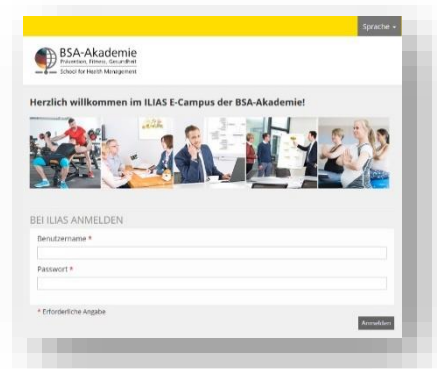 Sprache
BSA-Akademie
Prävention, Fitness, Gesundheit
School for Health Management
Herzlich willkommen im ILIAS E-Campus der BSA-Akademie!
BEI ILIAS ANMELDEN
Benutzername *
Passwort *
* Erforderliche Angabe
Anmelden